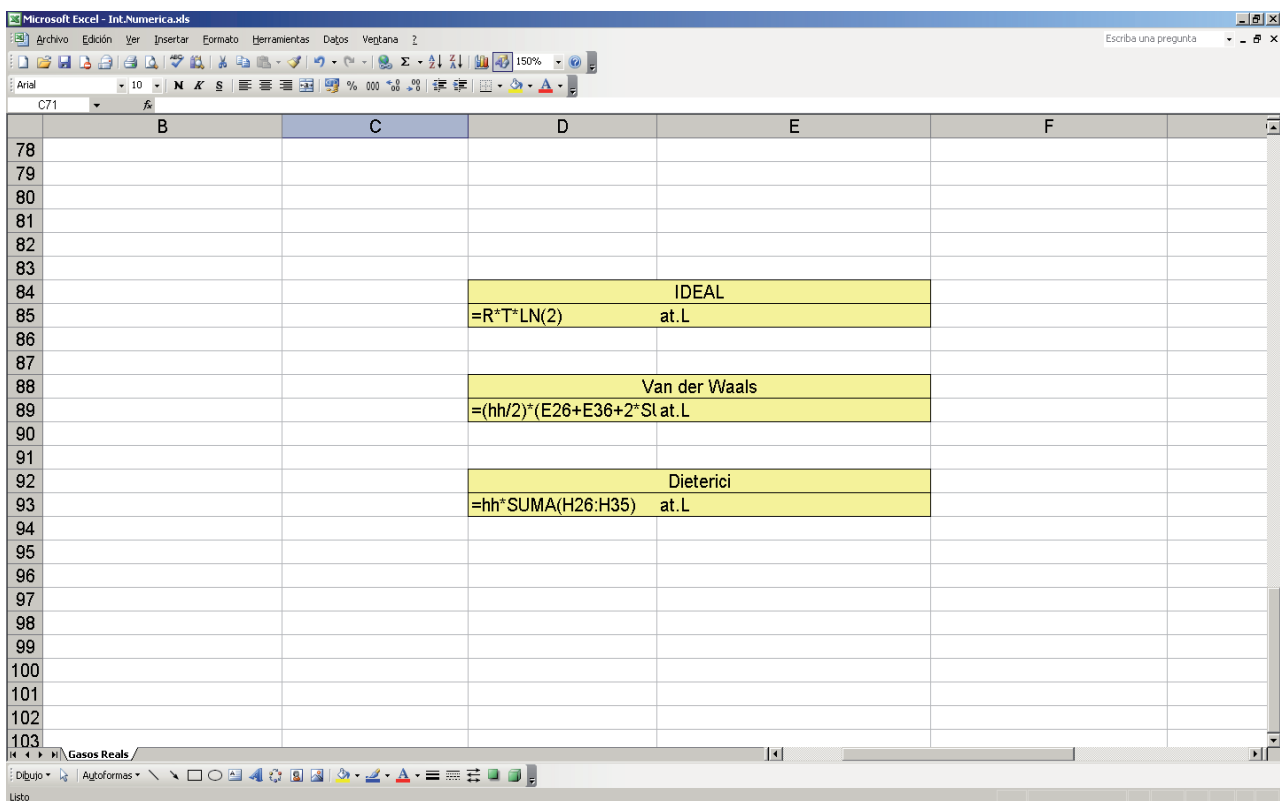 Microsoft Excel - Int.Numerica.xls
Archivo Edición Ver Insertar Formato Herramientas Datos Ventana ? Escriba una pregunta
150%
Arial 10 N K S % 000
C71 fx
B C D E F
78
79
80
81
82
83
84 IDEAL
85 =R*T*LN(2) at.L
86
87
88 Van der Waals
89 =(hh/2)*(E26+E36+2*SU at.L
90
91
92 Dieterici
93 =hh*SUMA(H26:H35) at.L
94
95
96
97
98
99
100
101
102
103
Gasos Reals
Dibujo Autoformas
Listo